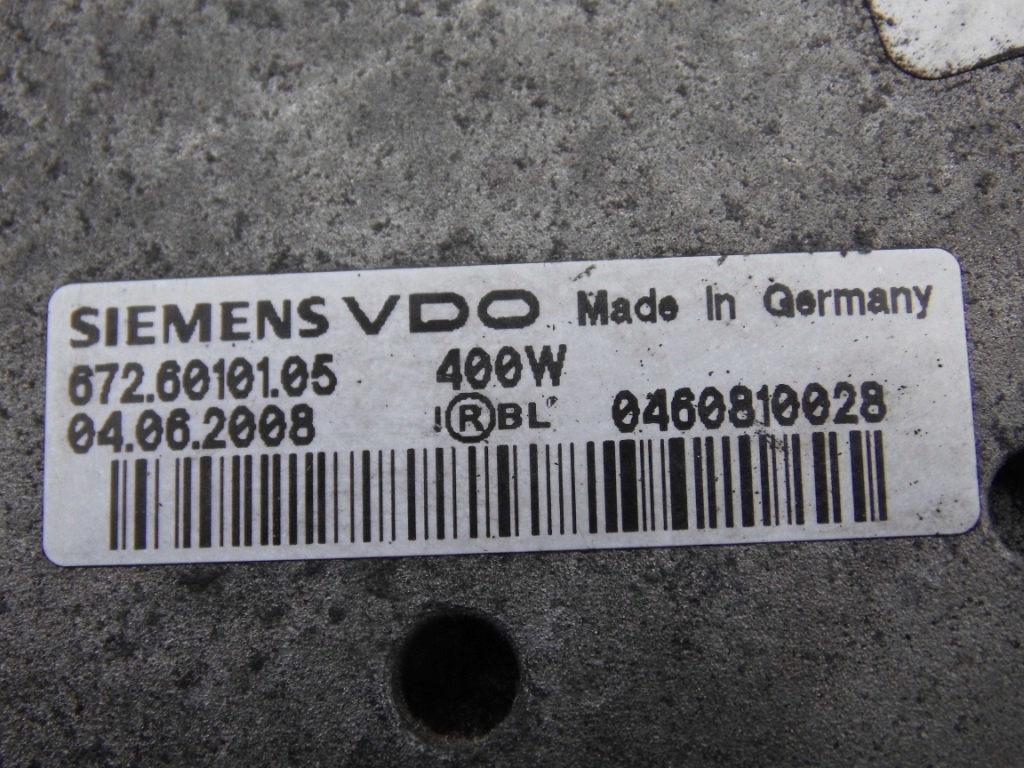 SIEMENS VDO Made In Germany
672.60101.05 400W
04.06.2008 I®BL 0460810028